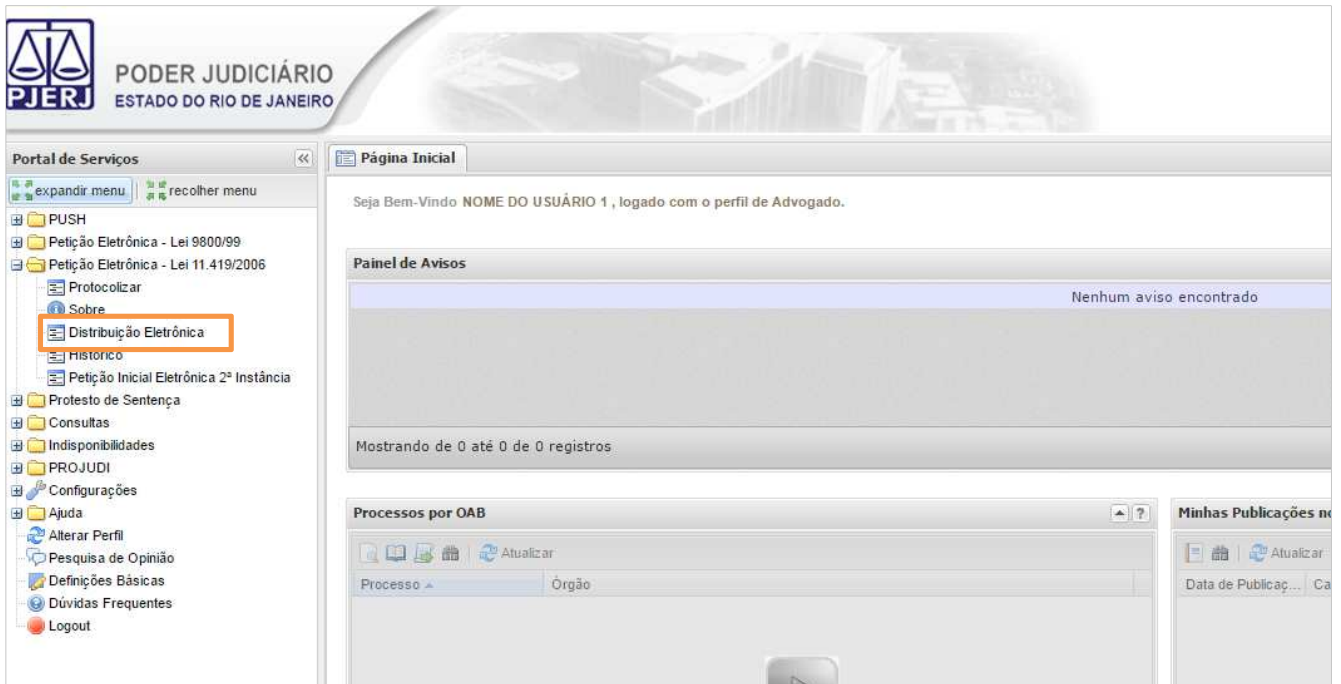 PJERJ
PODER JUDICIÁRIO
ESTADO DO RIO DE JANEIRO
Portal de Serviços
expandir menu
recolher menu
PUSH
Petição Eletrônica - Lei 9800/99
Petição Eletrônica - Lei 11.419/2006
Protocolizar
Sobre
Distribuição Eletrônica
Histórico
Petição Inicial Eletrônica 2ª Instância
Protesto de Sentença
Consultas
Indisponibilidades
PROJUDI
Configurações
Ajuda
Alterar Perfil
Pesquisa de Opinião
Definições Básicas
Dúvidas Frequentes
Logout
Página Inicial
Seja Bem-Vindo NOME DO USUÁRIO 1 , logado com o perfil de Advogado.
Painel de Avisos
Nenhum aviso encontrado
Mostrando de 0 até 0 de 0 registros
Processos por OAB
?
Atualizar
Processo
Órgão
Minhas Publicações n
Atualizar
Data de Publicaç... Ca